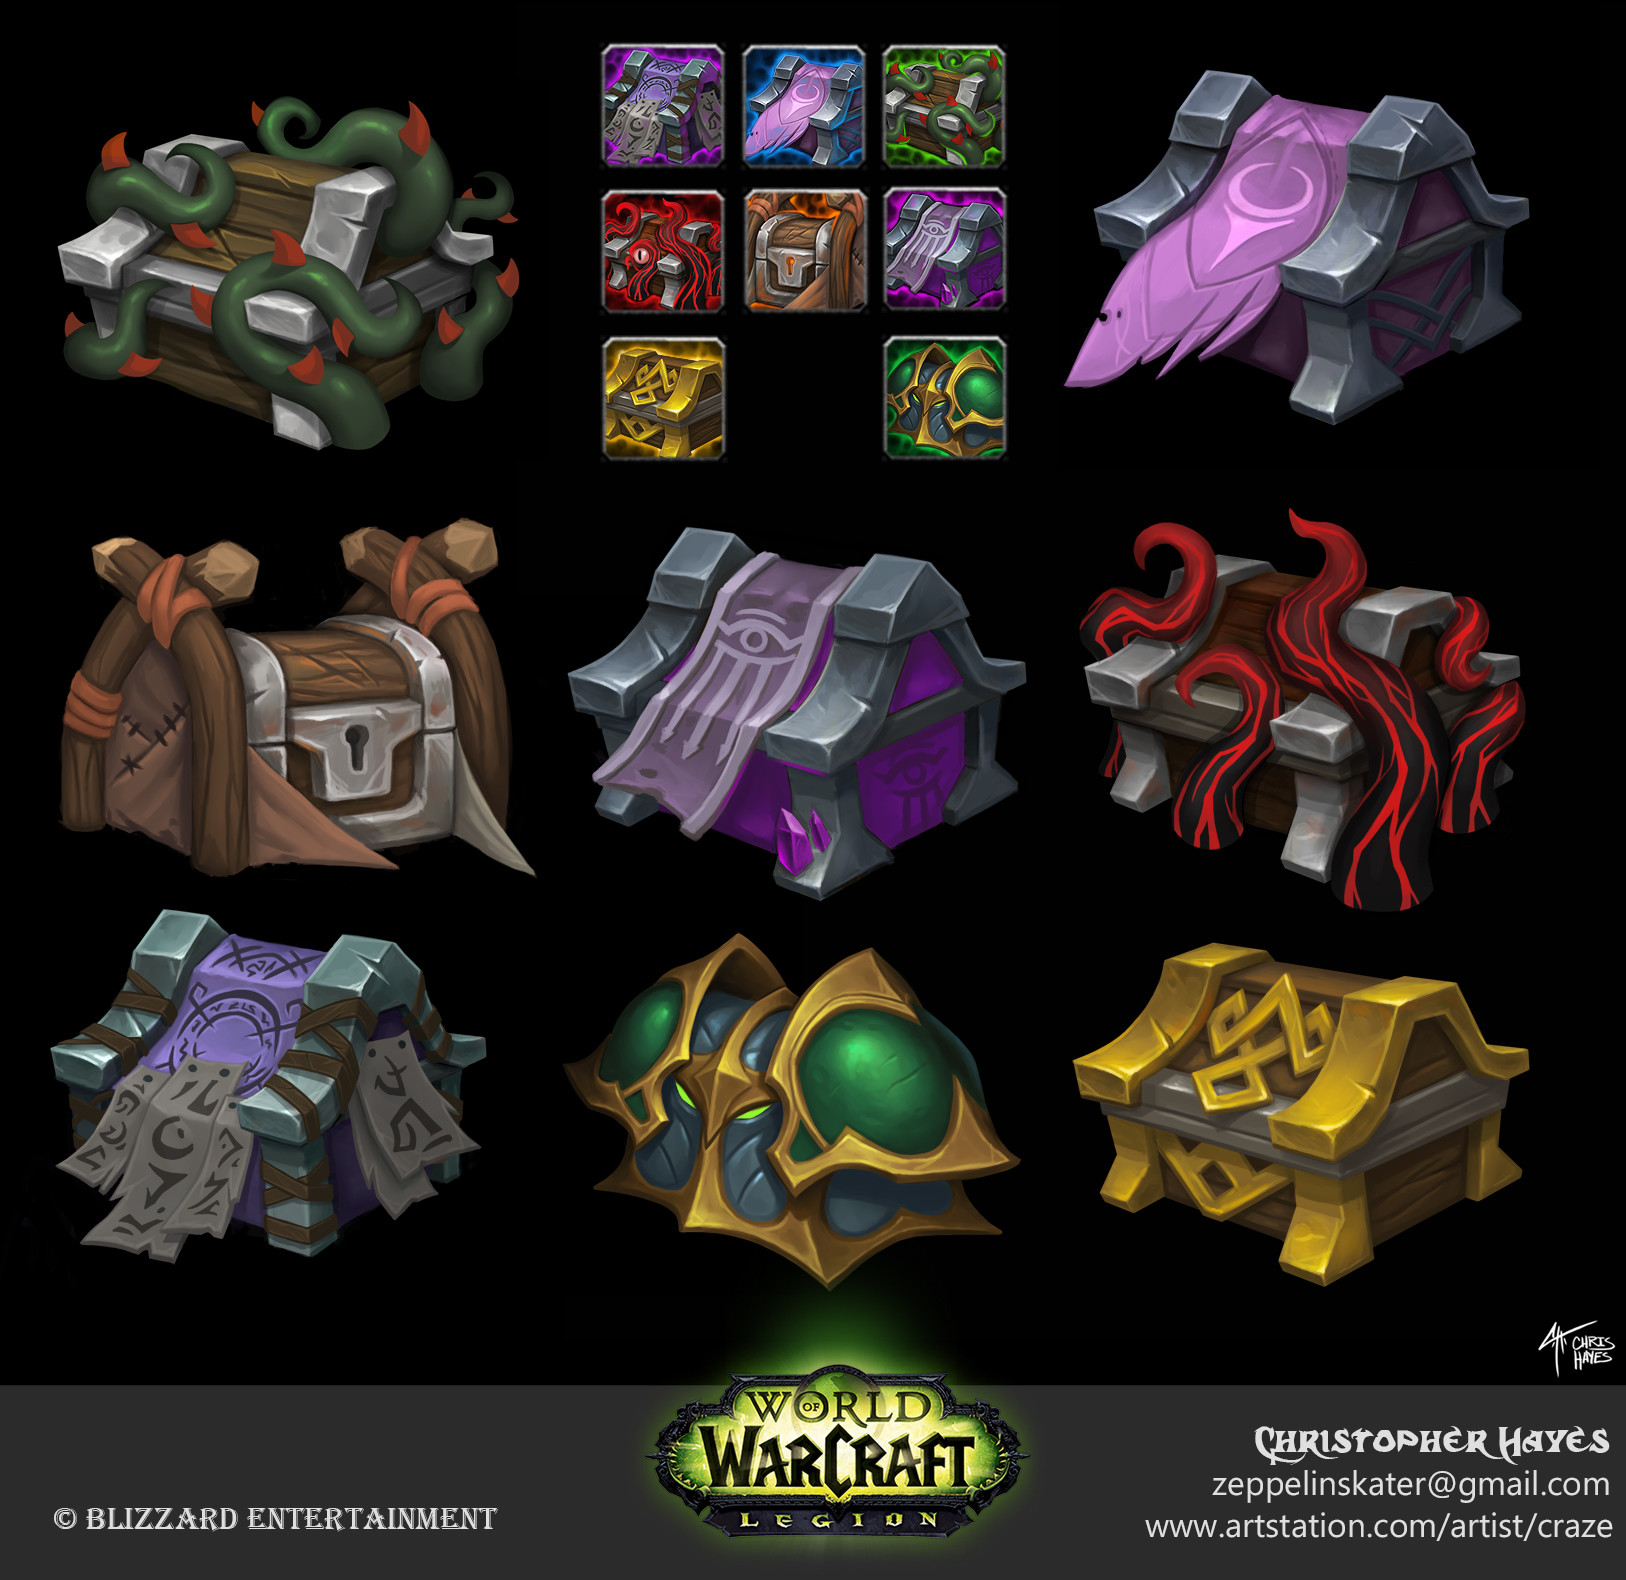 CHRIS
HAYES
WORLD
OF
WARCRAFT
LEGION
© BLIZZARD ENTERTAINMENT
CHRISTOPHER HAYES
zeppelinskater@gmail.com
www.artstation.com/artist/craze